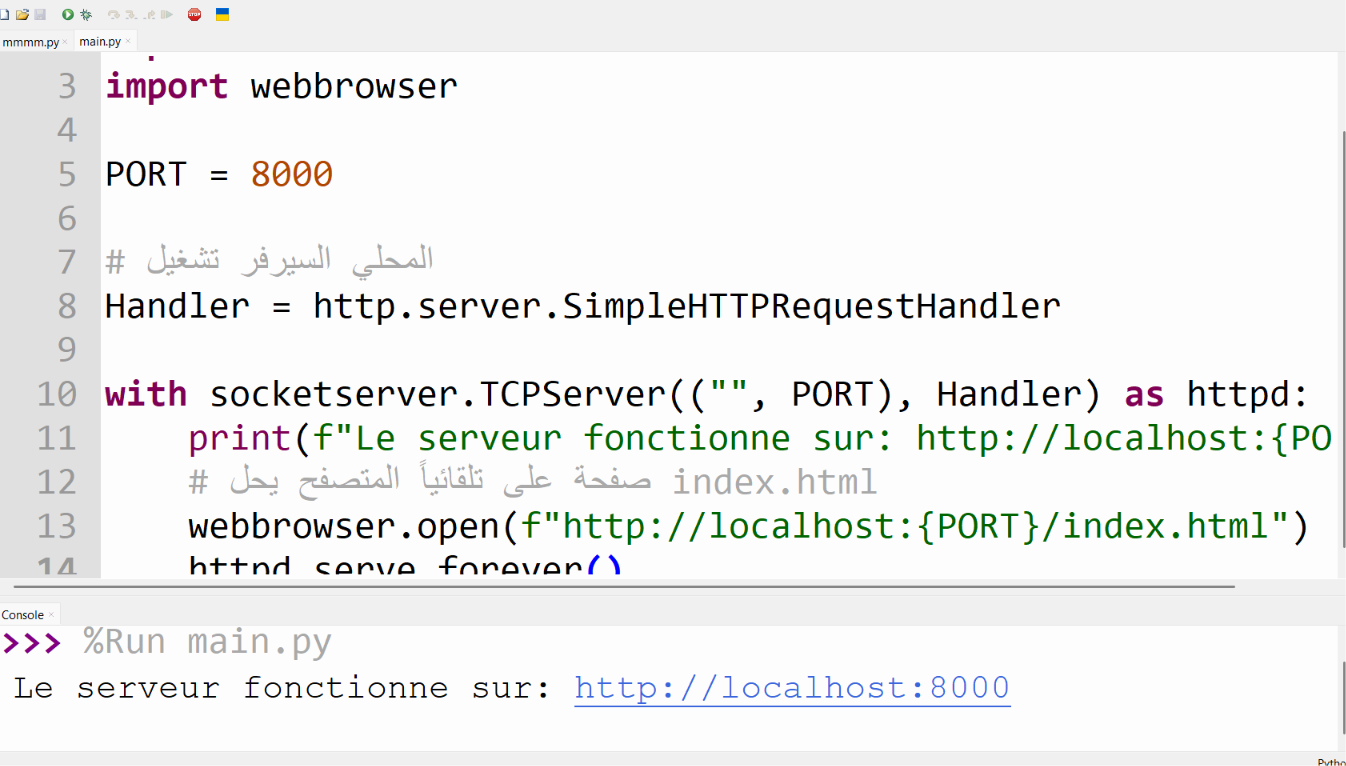 STOP
mmmm.py
main.py
3 import webbrowser
4
5 PORT = 8000
6
7 # تشغيل السيرفر المحلي
8 Handler = http.server.SimpleHTTPRequestHandler
9
10 with socketserver.TCPServer(("", PORT), Handler) as httpd:
11 print(f"Le serveur fonctionne sur: http://localhost:{PO
12 # يحل المتصفح تلقائياً على صفحة index.html
13 webbrowser.open(f"http://localhost:{PORT}/index.html")
14 httpd.serve_forever()
Console
>>> %Run main.py
Le serveur fonctionne sur: http://localhost:8000
Pytho